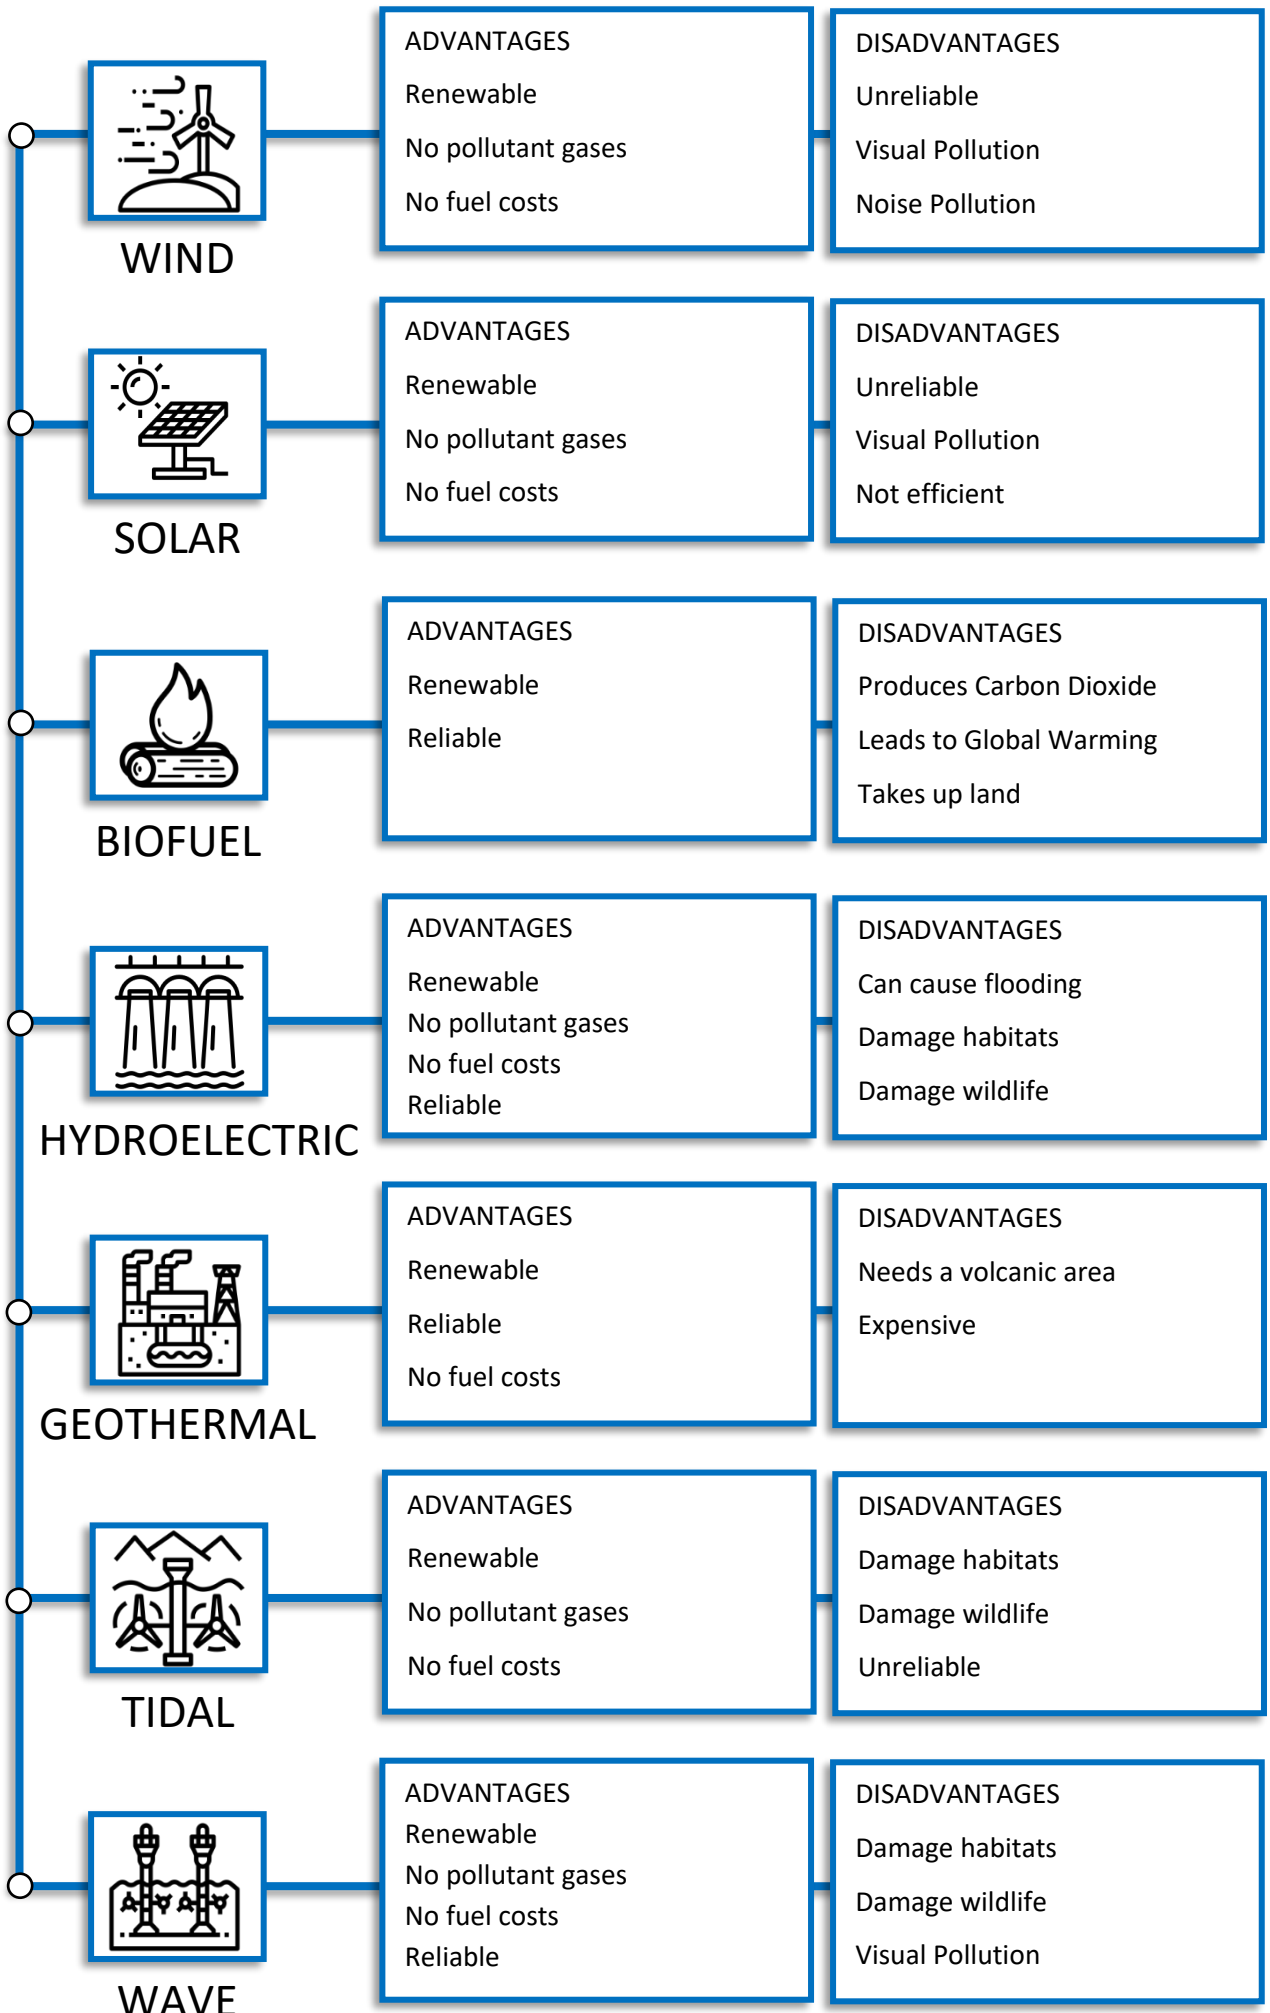 WIND
ADVANTAGES
Renewable
No pollutant gases
No fuel costs
DISADVANTAGES
Unreliable
Visual Pollution
Noise Pollution
SOLAR
ADVANTAGES
Renewable
No pollutant gases
No fuel costs
DISADVANTAGES
Unreliable
Visual Pollution
Not efficient
BIOFUEL
ADVANTAGES
Renewable
Reliable
DISADVANTAGES
Produces Carbon Dioxide
Leads to Global Warming
Takes up land
HYDROELECTRIC
ADVANTAGES
Renewable
No pollutant gases
No fuel costs
Reliable
DISADVANTAGES
Can cause flooding
Damage habitats
Damage wildlife
GEOTHERMAL
ADVANTAGES
Renewable
Reliable
No fuel costs
DISADVANTAGES
Needs a volcanic area
Expensive
TIDAL
ADVANTAGES
Renewable
No pollutant gases
No fuel costs
DISADVANTAGES
Damage habitats
Damage wildlife
Unreliable
WAVE
ADVANTAGES
Renewable
No pollutant gases
No fuel costs
Reliable
DISADVANTAGES
Damage habitats
Damage wildlife
Visual Pollution